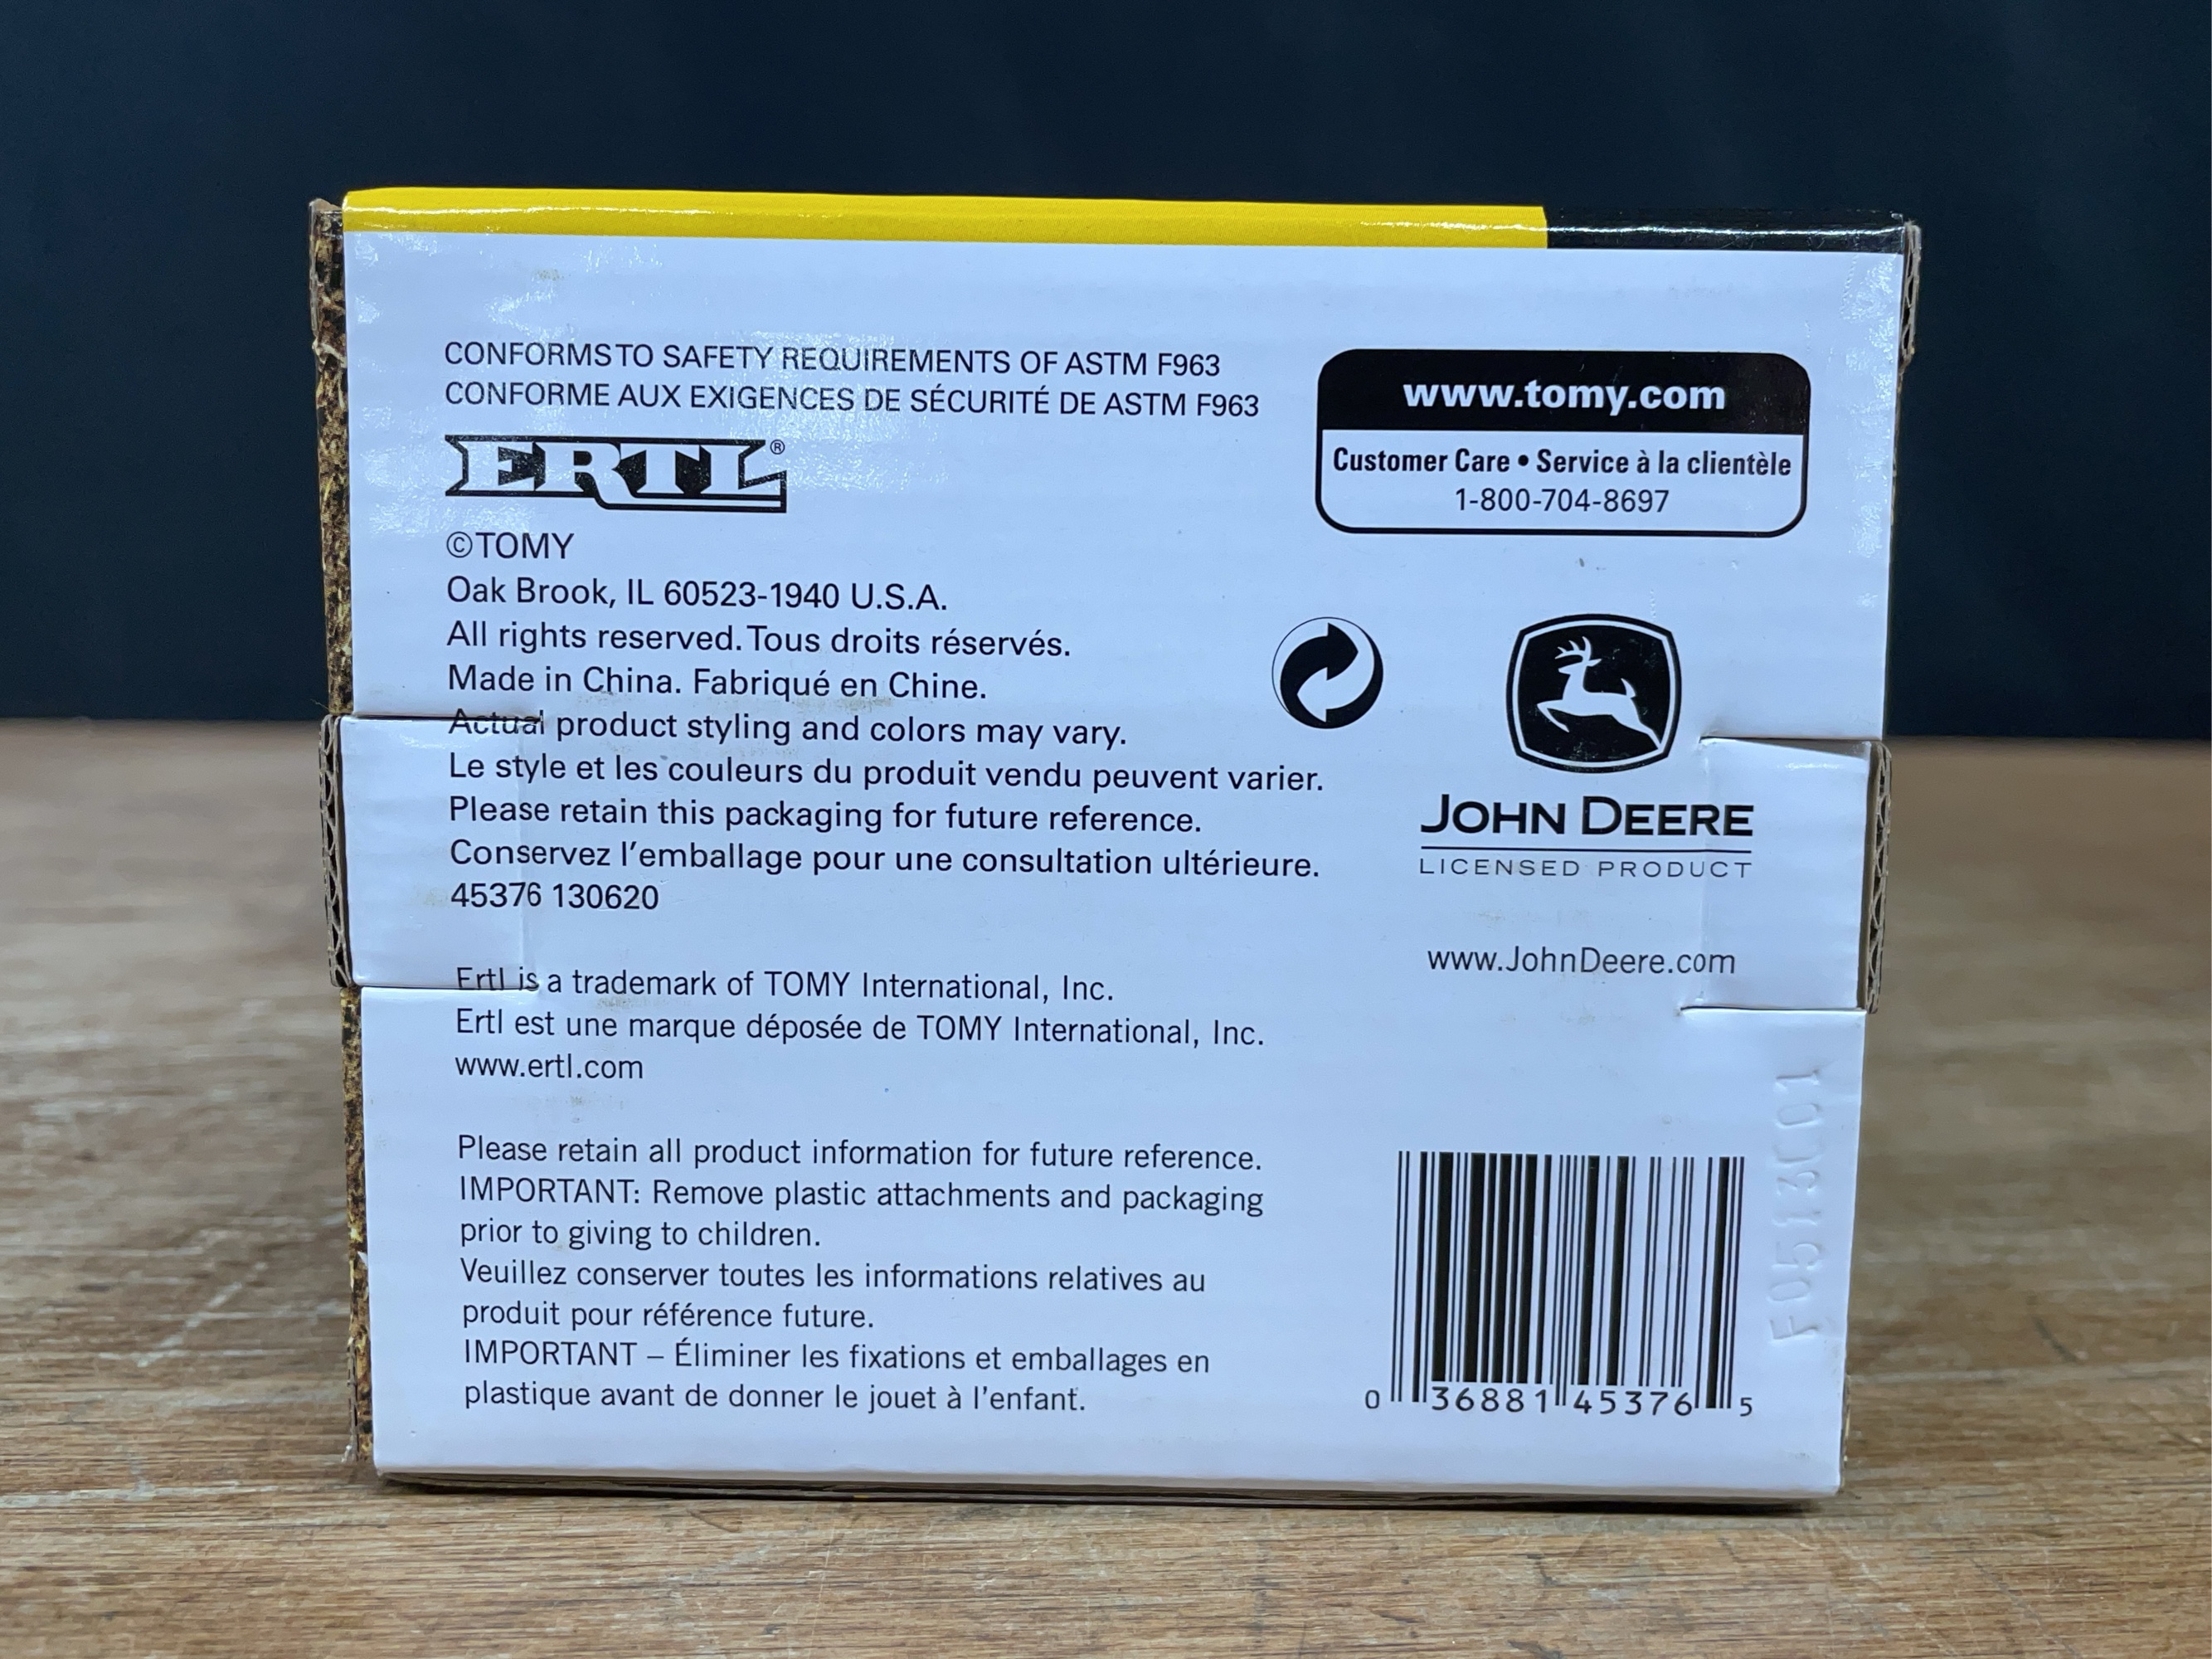 CONFORMS TO SAFETY REQUIREMENTS OF ASTM F963
CONFORME AUX EXIGENCES DE SÉCURITÉ DE ASTM F963
ERTL®
©TOMY
Oak Brook, IL 60523-1940 U.S.A.
All rights reserved. Tous droits réservés.
Made in China. Fabriqué en Chine.
Actual product styling and colors may vary.
Le style et les couleurs du produit vendu peuvent varier.
Please retain this packaging for future reference.
Conservez l'emballage pour une consultation ultérieure.
45376 130620
Ertl is a trademark of TOMY International, Inc.
Ertl est une marque déposée de TOMY International, Inc.
www.ertl.com
Please retain all product information for future reference.
IMPORTANT: Remove plastic attachments and packaging
prior to giving to children.
Veuillez conserver toutes les informations relatives au
produit pour référence future.
IMPORTANT – Éliminer les fixations et emballages en
plastique avant de donner le jouet à l'enfant.
www.tomy.com
Customer Care • Service à la clientèle
1-800-704-8697
JOHN DEERE
LICENSED PRODUCT
www.JohnDeere.com
0 36881 45376 5
F0513C01